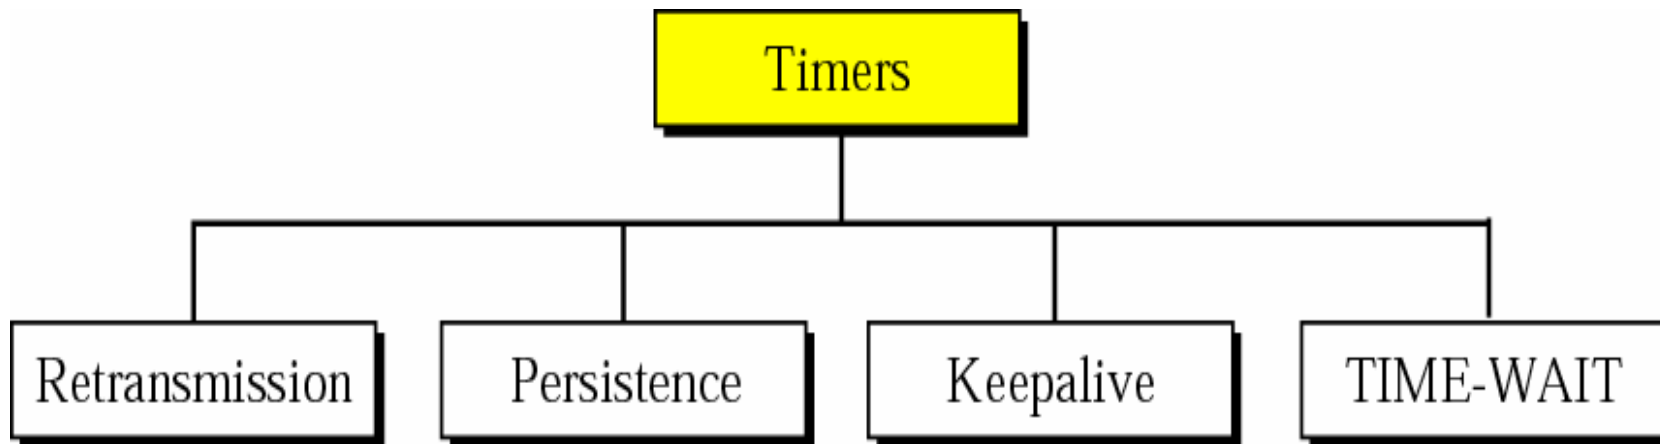 Timers
Retransmission
Persistence
Keepalive
TIME-WAIT